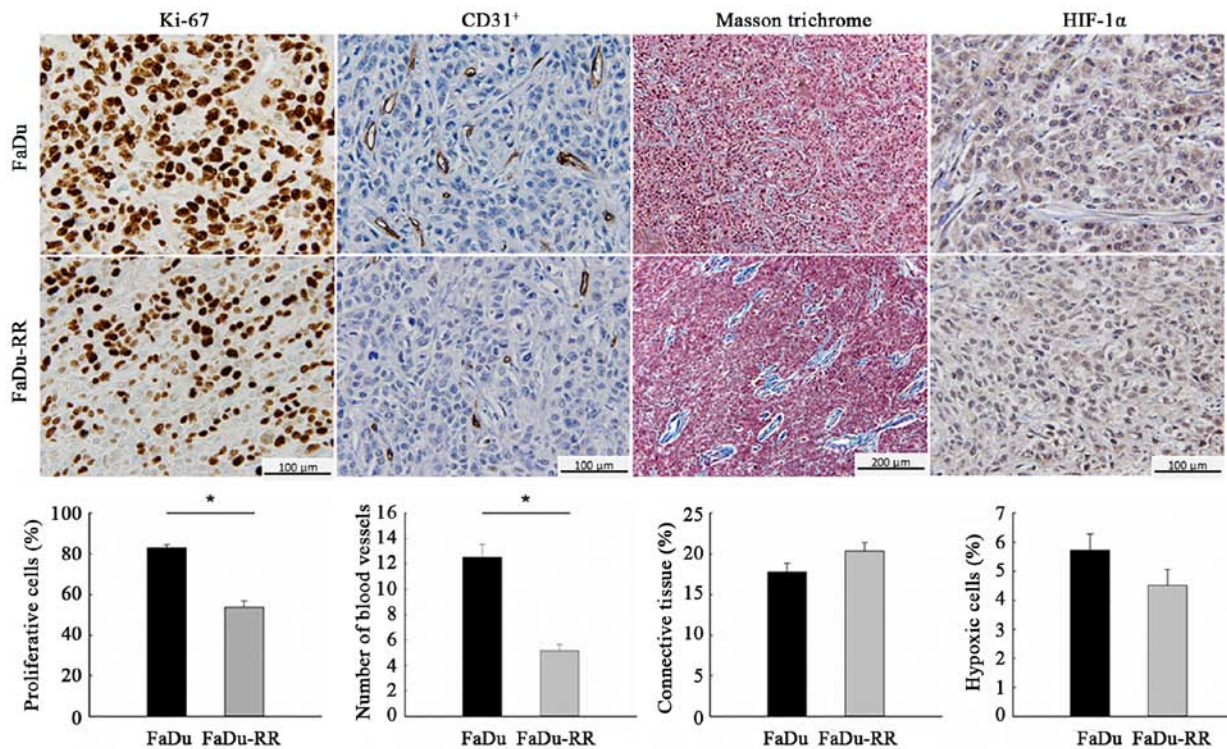 Ki-67 CD31⁺ Masson trichrome HIF-1α
FaDu
FaDu-RR
100 µm 100 µm 200 µm 100 µm
Proliferative cells (%)
100
80
60
40
20
0
*
FaDu FaDu-RR
Number of blood vessels
16
14
12
10
8
6
4
2
0
*
FaDu FaDu-RR
Connective tissue (%)
25
20
15
10
5
0
FaDu FaDu-RR
Hypoxic cells (%)
7
6
5
4
3
2
1
0
FaDu FaDu-RR